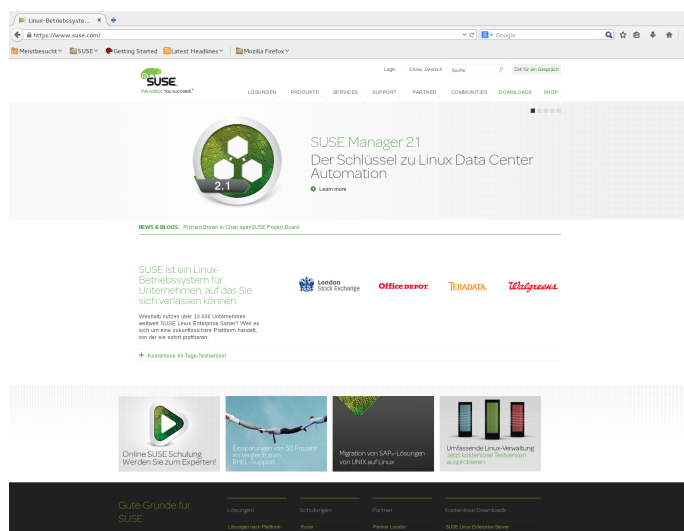 Linux-Betriebssyste... ×
https://www.suse.com/
Google
Meistbesucht SUSE Getting Started Latest Headlines Mozilla Firefox
Login China, Deutsch Suche Zeit für ein Gespräch
SUSE
We adapt. You succeed.
LÖSUNGEN PRODUKTE SERVICES SUPPORT PARTNER COMMUNITIES DOWNLOADS SHOP
2.1
SUSE Manager 2.1
Der Schlüssel zu Linux Data Center
Automation
Learn more
NEWS & BLOGS: Richard Brown to Chair openSUSE Project Board
SUSE ist ein Linux-
Betriebssystem für
Unternehmen, auf das Sie
sich verlassen können.
London
Stock Exchange
Office DEPOT.
TERADATA.
Walgreens
Weshalb nutzen über 13.000 Unternehmen
weltweit SUSE Linux Enterprise Server? Weil es
sich um eine zukunftssichere Plattform handelt,
von der sie sofort profitieren.
+ Kostenlose 60-Tage-Testversion
Online SUSE Schulung
Werden Sie zum Experten!
Einsparungen von 50 Prozent
im Vergleich zum
RHEL-Support
Migration von SAP-Lösungen
von UNIX auf Linux
Umfassende Linux-Verwaltung
Jetzt kostenlose Testversion
ausprobieren.
Gute Gründe für
SUSE
Lösungen Schulungen Partner Kostenlose Downloads
Lösungen nach Plattform Kurse Partner Locator SUSE Linux Enterprise Server